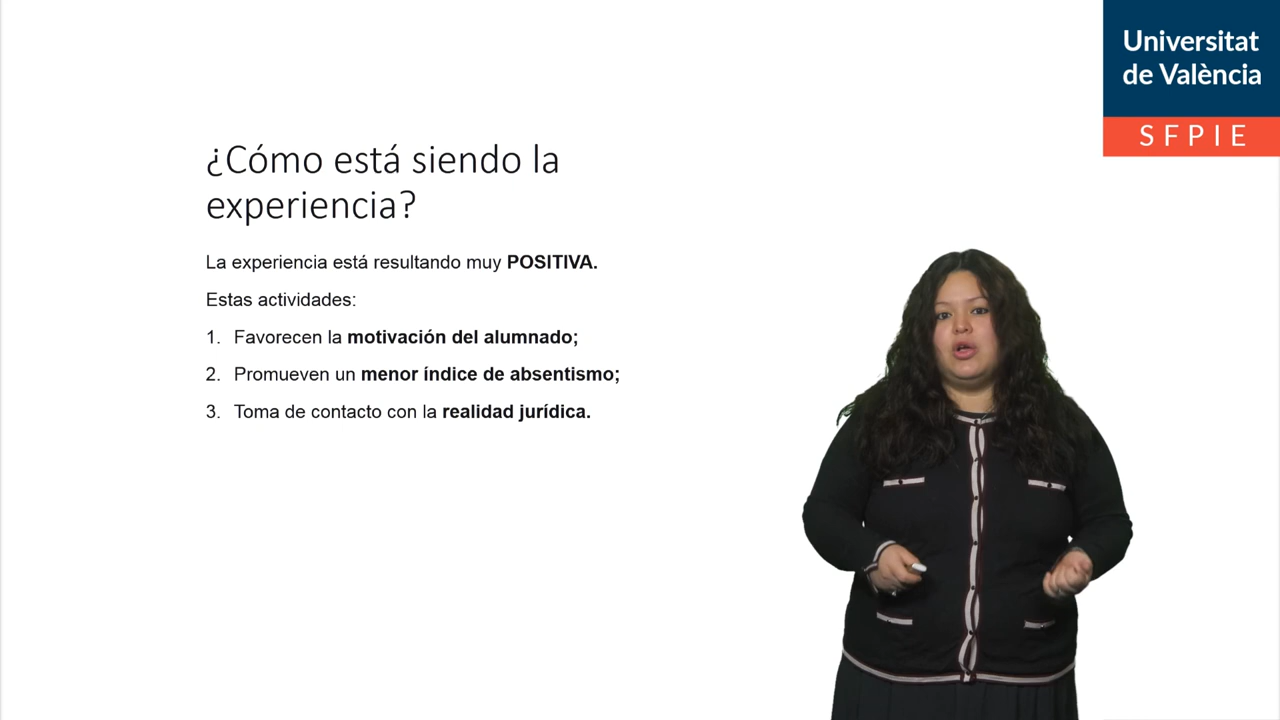 Universitat
de València
SFPIE
¿Cómo está siendo la
experiencia?
La experiencia está resultando muy POSITIVA.
Estas actividades:
1. Favorecen la motivación del alumnado;
2. Promueven un menor índice de absentismo;
3. Toma de contacto con la realidad jurídica.